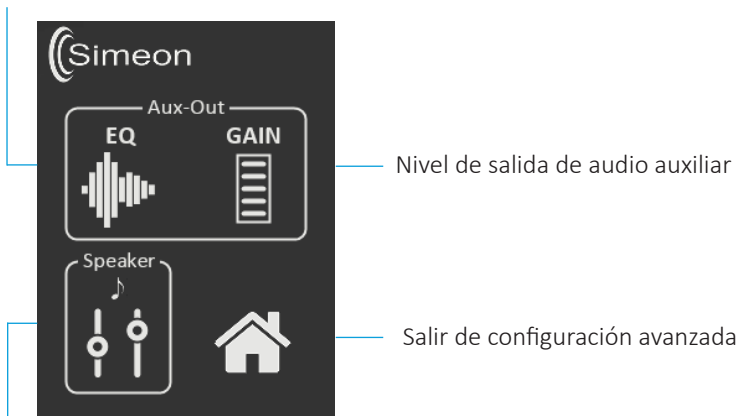 Simeon
Aux-Out
EQ GAIN
Nivel de salida de audio auxiliar
Speaker
Salir de configuración avanzada